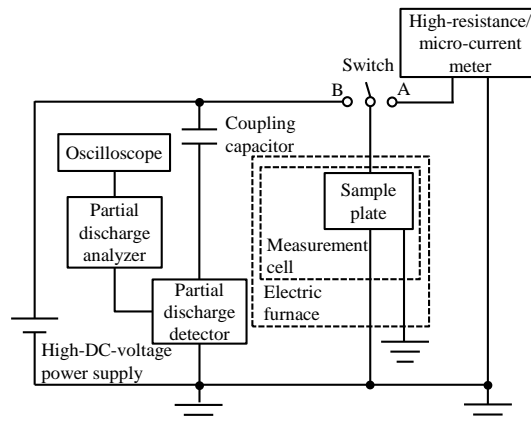 High-resistance/
micro-current
meter
Switch
B
A
Coupling
capacitor
Oscilloscope
Sample
plate
Partial
discharge
analyzer
Measurement
cell
Electric
furnace
Partial
discharge
detector
High-DC-voltage
power supply